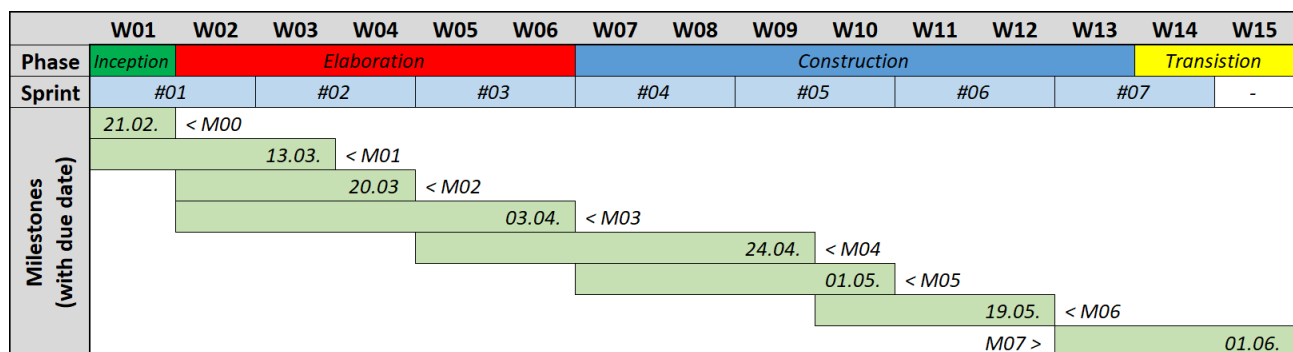 W01 W02 W03 W04 W05 W06 W07 W08 W09 W10 W11 W12 W13 W14 W15
Phase Inception Elaboration Construction Transistion
Sprint #01 #02 #03 #04 #05 #06 #07 -
Milestones
(with due date)
21.02. < M00
13.03. < M01
20.03 < M02
03.04. < M03
24.04. < M04
01.05. < M05
19.05. < M06
M07 > 01.06.